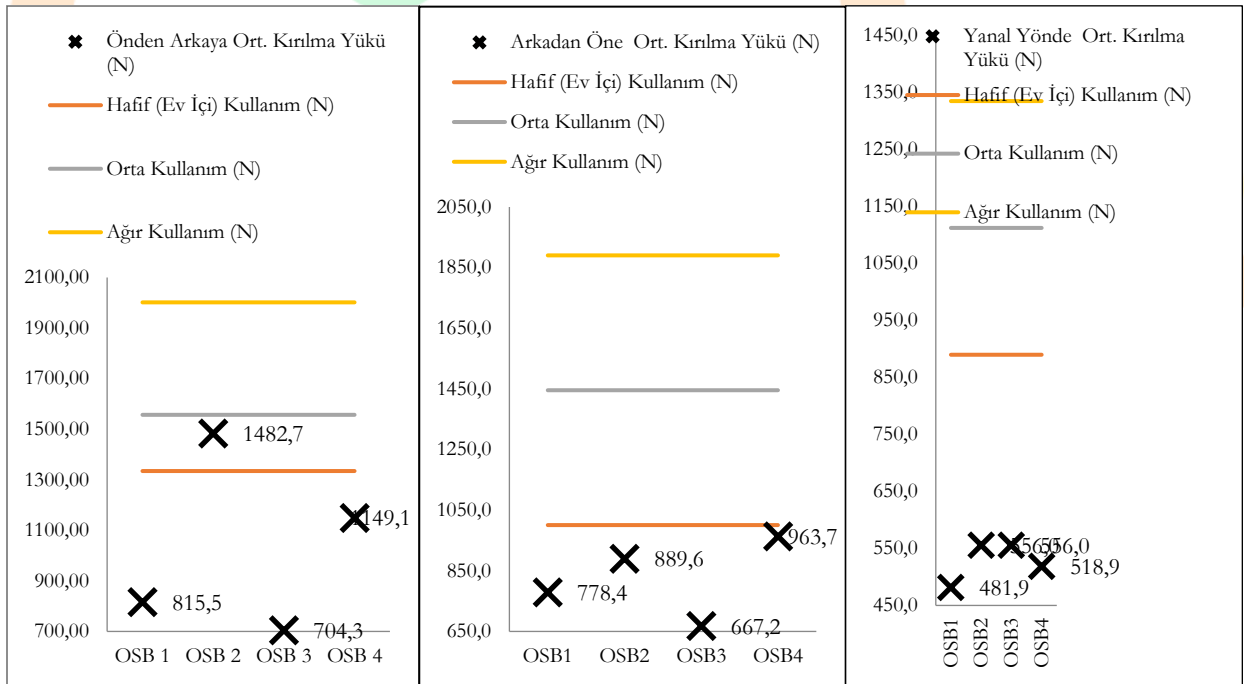 Önden Arkaya Ort. Kırılma Yükü
(N)
Hafif (Ev İçi) Kullanım (N)
Orta Kullanım (N)
Ağır Kullanım (N)
2100,00
1900,00
1700,00
1500,00
1300,00
1100,00
900,00
700,00
1482,7
1149,1
815,5
704,3
OSB 1
OSB 2
OSB 3
OSB 4
Arkadan Öne Ort. Kırılma Yükü (N)
Hafif (Ev İçi) Kullanım (N)
Orta Kullanım (N)
Ağır Kullanım (N)
2050,0
1850,0
1650,0
1450,0
1250,0
1050,0
850,0
650,0
963,7
889,6
778,4
667,2
OSB1
OSB2
OSB3
OSB4
Yanal Yönde Ort. Kırılma
Yükü (N)
Hafif (Ev İçi) Kullanım (N)
Orta Kullanım (N)
Ağır Kullanım (N)
1450,0
1350,0
1250,0
1150,0
1050,0
950,0
850,0
750,0
650,0
550,0
450,0
481,9
556,0
556,0
518,9
OSB1
OSB2
OSB3
OSB4